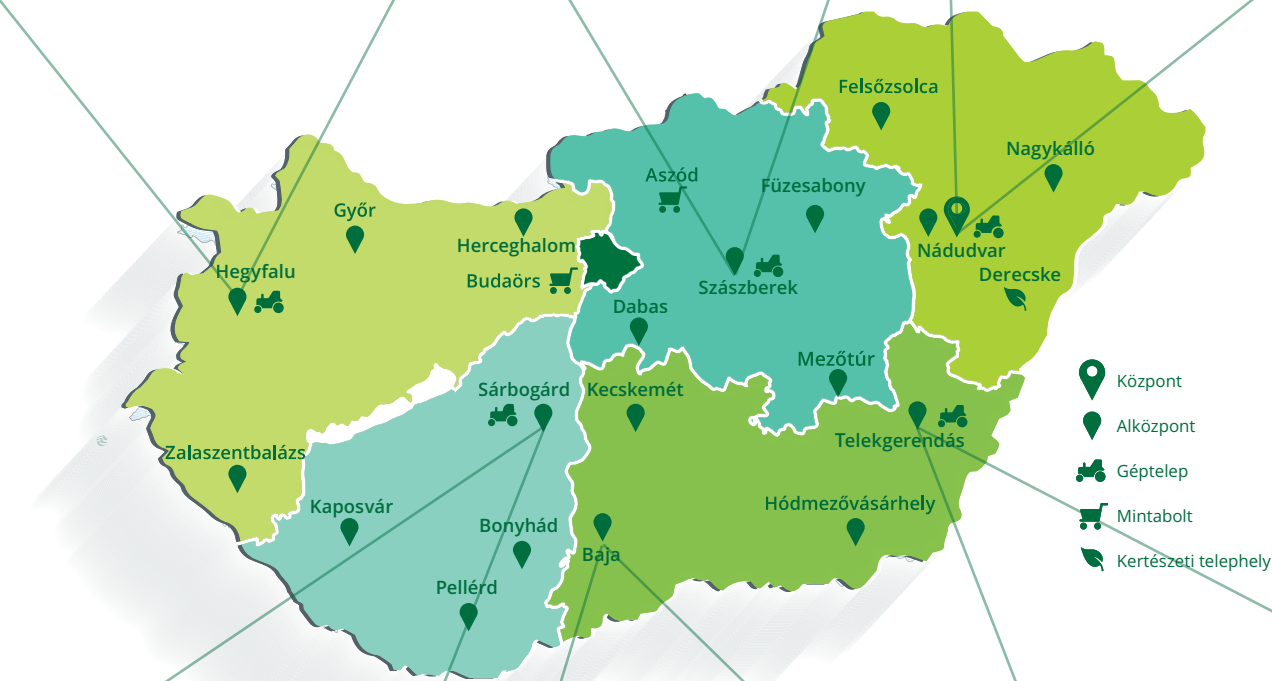 Felsőzsolca
Nagykálló
Aszód
Füzesabony
Győr
Herceghalom
Nádudvar
Hegyfalu
Budaörs
Szászberek
Derecske
Dabas
Mezőtúr
Sárbogárd
Kecskemét
Telekgerendás
Zalaszentbalázs
Kaposvár
Hódmezővásárhely
Bonyhád
Baja
Pellérd
Központ
Alközpont
Géptelep
Mintabolt
Kertészeti telephely